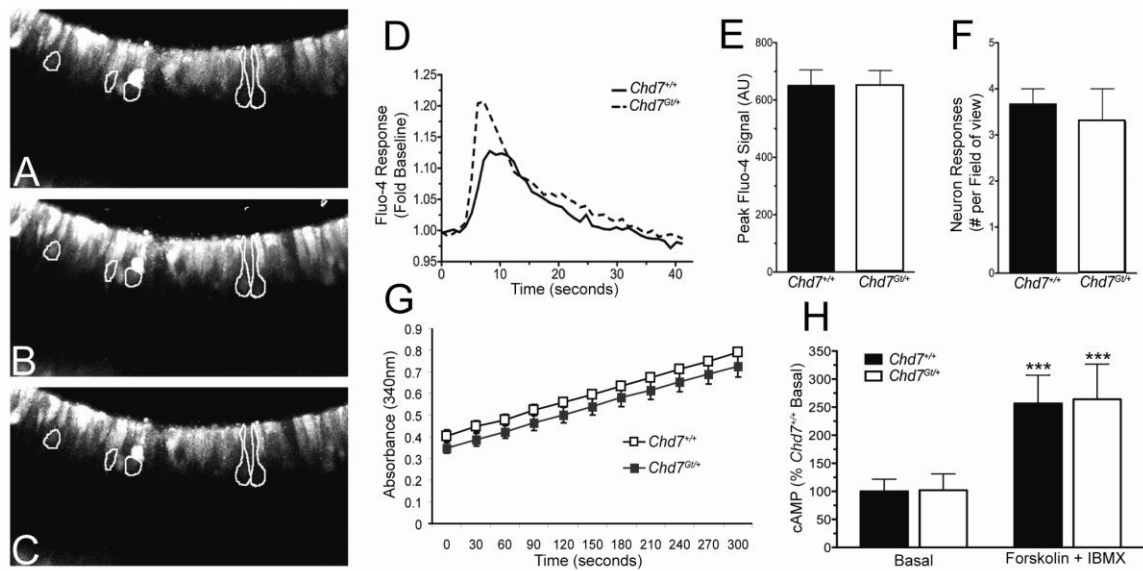 A
B
C
D
Fluo-4 Response
(Fold Baseline)
1.25
1.20
1.15
1.10
1.05
1.00
0.95
0 10 20 30 40
Time (seconds)
Chd7+/+
Chd7Gt/+
E
Peak Fluo-4 Signal (AU)
800
600
400
200
0
Chd7+/+ Chd7Gt/+
F
Neuron Responses
(# per Field of view)
5
4
3
2
1
0
Chd7+/+ Chd7Gt/+
G
Absorbance (340nm)
0.9
0.8
0.7
0.6
0.5
0.4
0.3
0.2
0.1
0
0 30 60 90 120 150 180 210 240 270 300
Time (seconds)
Chd7+/+
Chd7Gt/+
H
cAMP (% Chd7+/+ Basal)
350
300
250
200
150
100
50
0
Chd7+/+
Chd7Gt/+
*** ***
Basal Forskolin + IBMX